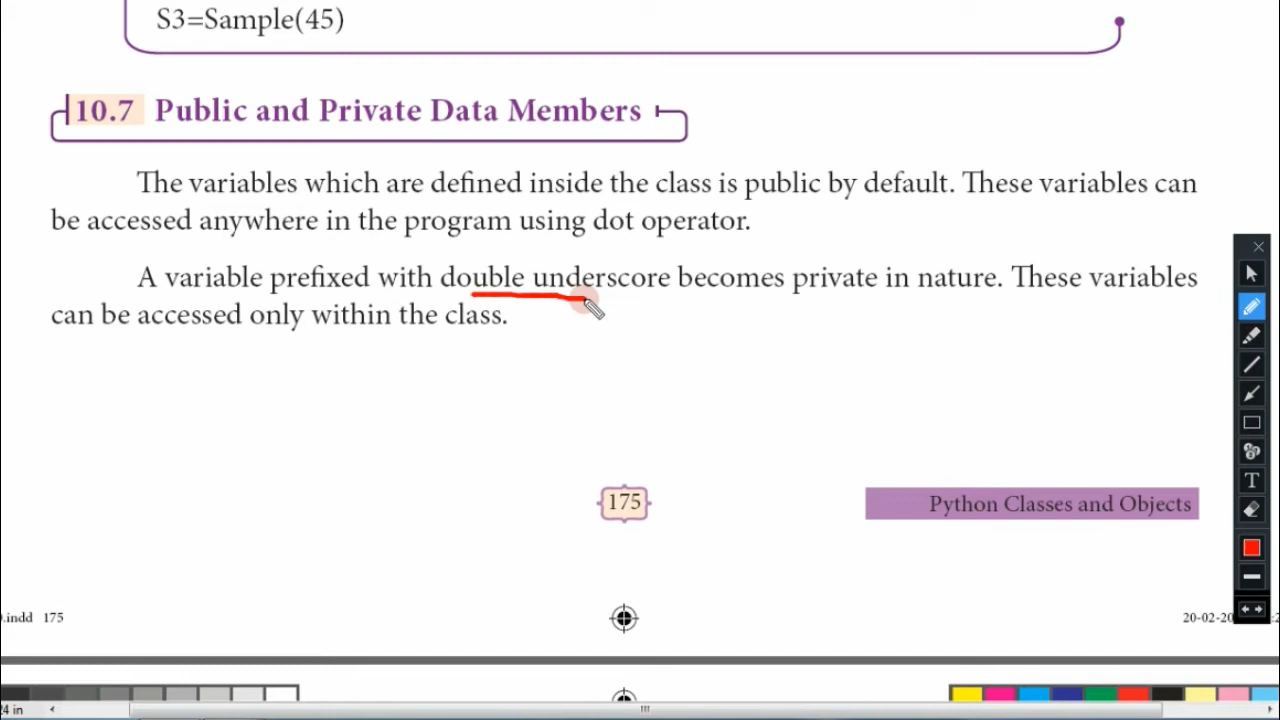 S3=Sample(45)
10.7 Public and Private Data Members
The variables which are defined inside the class is public by default. These variables can
be accessed anywhere in the program using dot operator.
A variable prefixed with double underscore becomes private in nature. These variables
can be accessed only within the class.
175
Python Classes and Objects
.indd 175
20-02-20
T
24 in